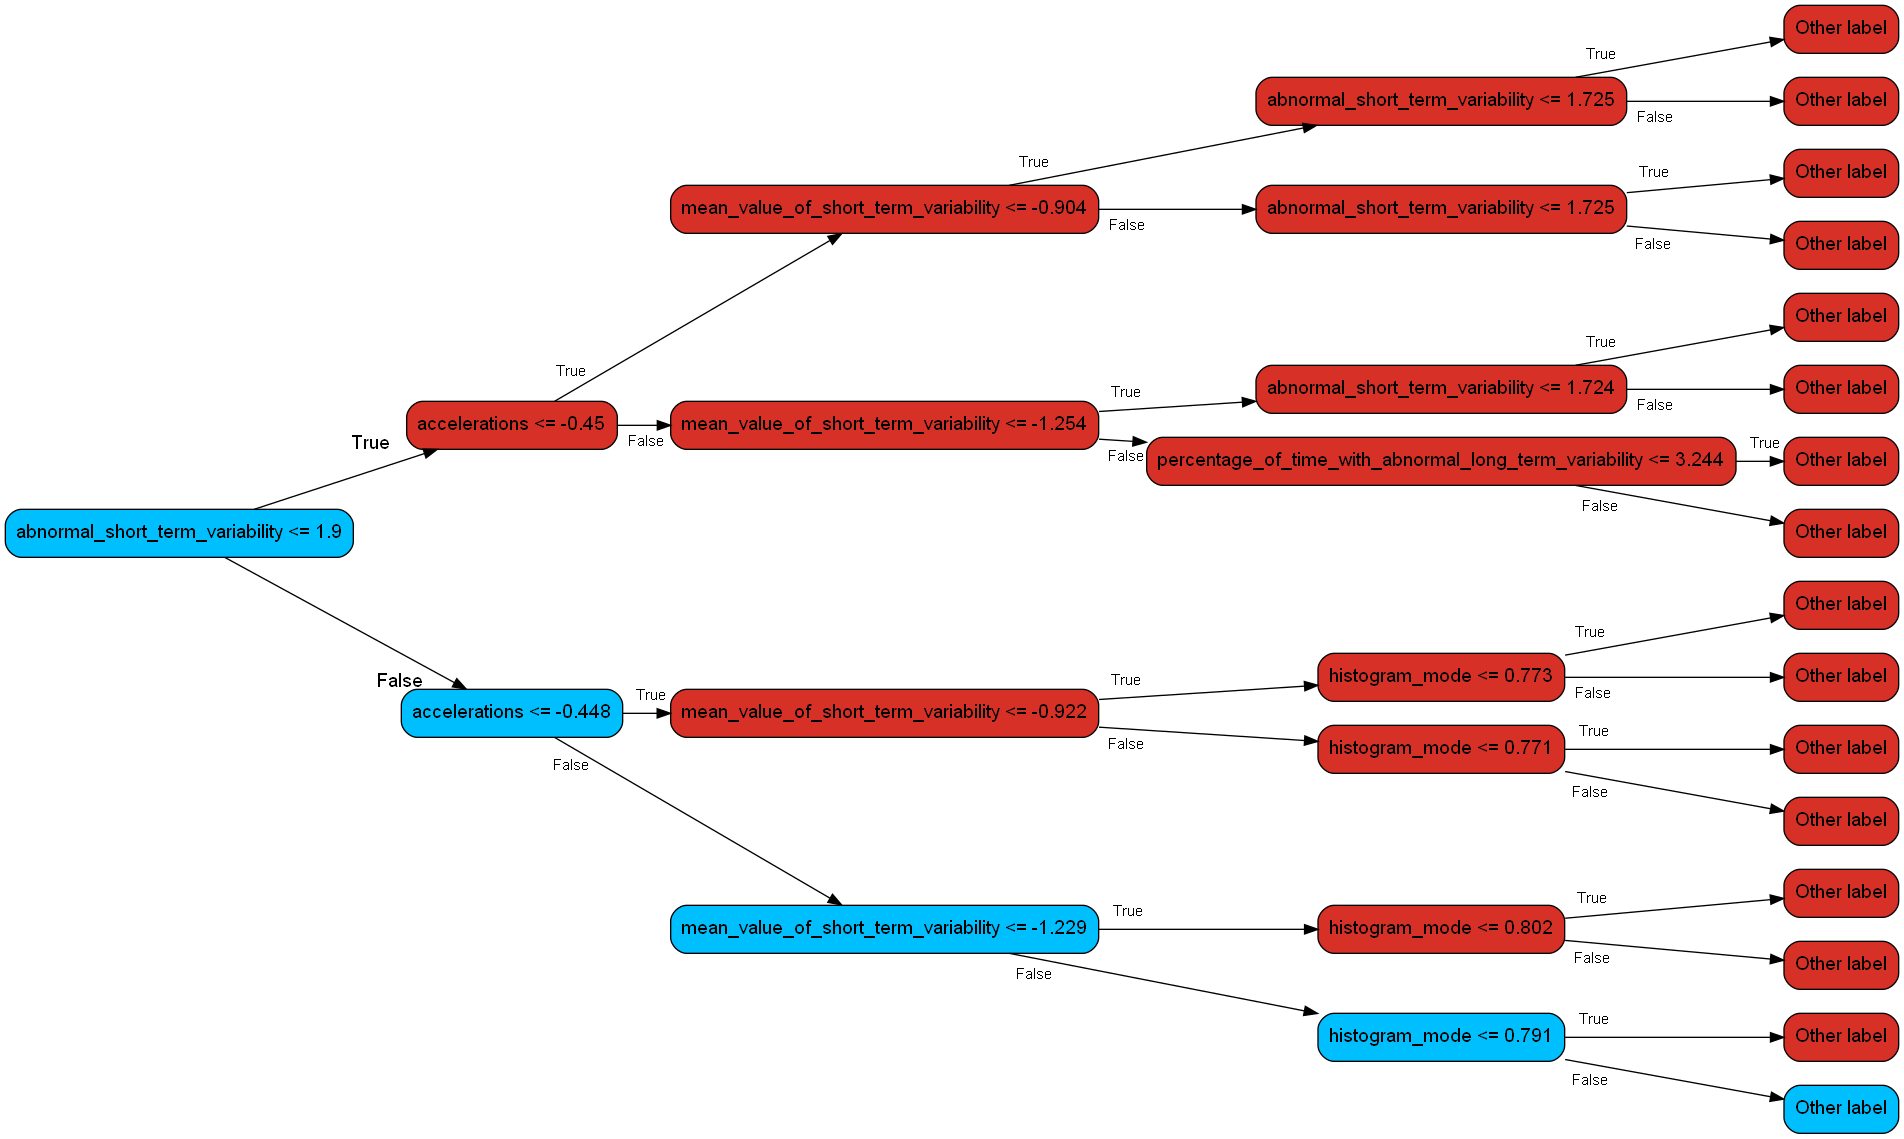 Other label
True
abnormal_short_term_variability <= 1.725
Other label
False
True
Other label
True
mean_value_of_short_term_variability <= -0.904
abnormal_short_term_variability <= 1.725
False
Other label
False
Other label
True
True
abnormal_short_term_variability <= 1.724
Other label
True
False
accelerations <= -0.45
mean_value_of_short_term_variability <= -1.254
False
True
False
percentage_of_time_with_abnormal_long_term_variability <= 3.244
True
Other label
False
abnormal_short_term_variability <= 1.9
Other label
Other label
True
histogram_mode <= 0.773
Other label
True
False
False
True
accelerations <= -0.448
mean_value_of_short_term_variability <= -0.922
True
histogram_mode <= 0.771
Other label
False
False
False
Other label
Other label
True
True
mean_value_of_short_term_variability <= -1.229
histogram_mode <= 0.802
False
Other label
False
True
histogram_mode <= 0.791
Other label
False
Other label